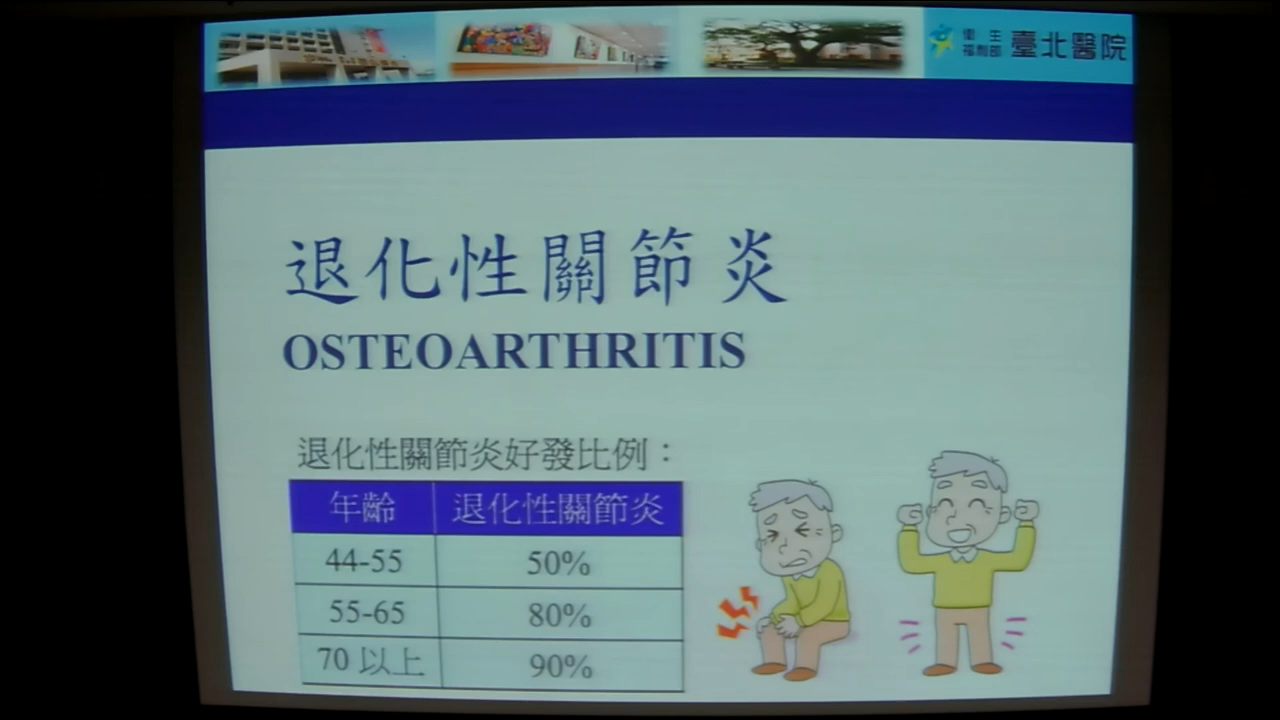 衛生
福利部
臺北醫院
退化性關節炎
OSTEOARTHRITIS
退化性關節炎好發比例：
年齡 退化性關節炎
44-55 50%
55-65 80%
70 以上 90%